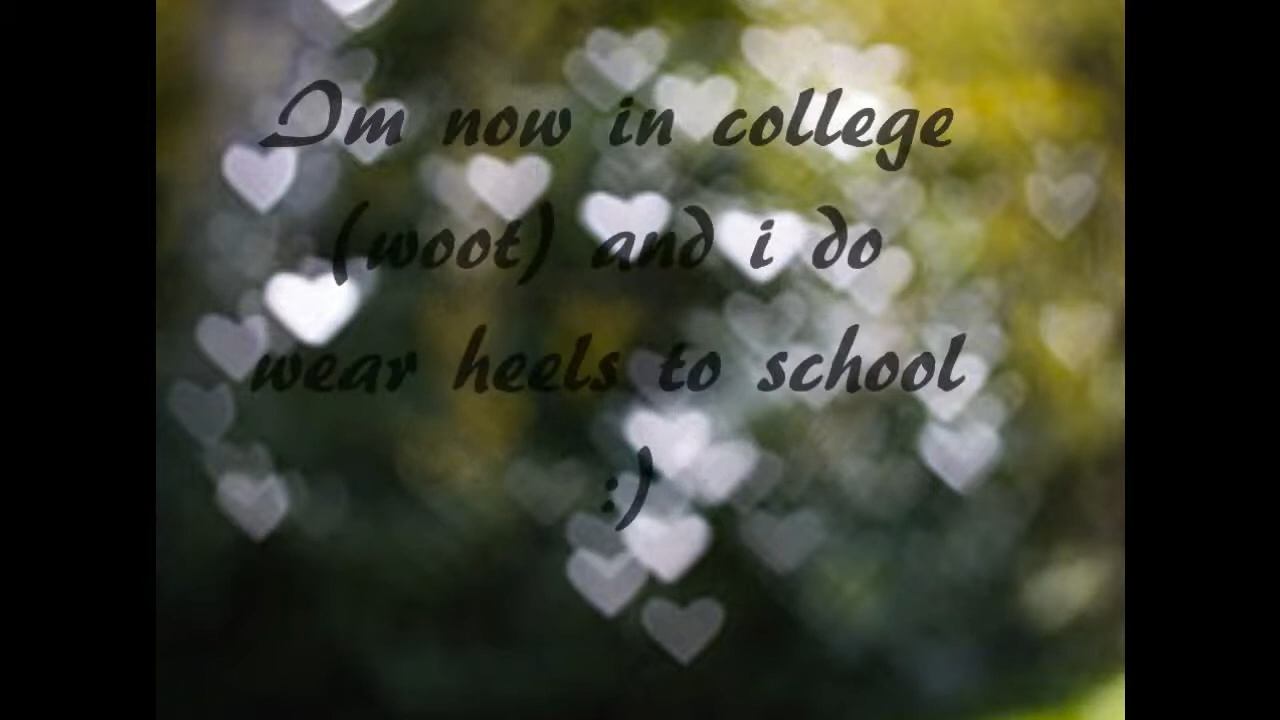 Im now in college
(woot) and i do
wear heels to school
:)